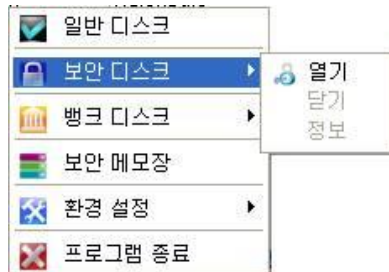 일반 디스크
보안 디스크
열기
닫기
정보
뱅크 디스크
보안 메모장
환경 설정
프로그램 종료